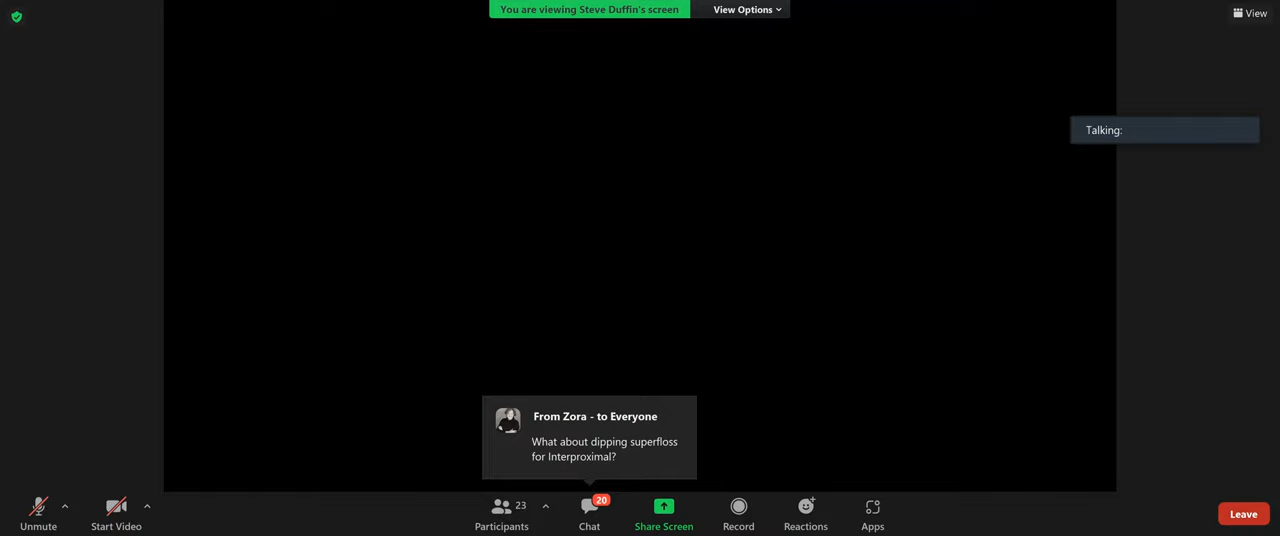 You are viewing Steve Duffin's screen
View Options
View
Talking:
From Zora - to Everyone
What about dipping superfloss
for Interproximal?
23
20
Unmute
Start Video
Participants
Chat
Share Screen
Record
Reactions
Apps
Leave